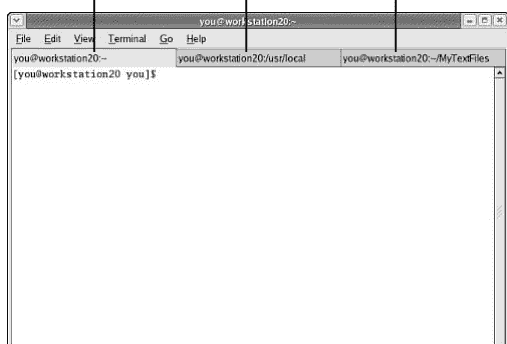 you@workstation20:~
File Edit View Terminal Go Help
you@workstation20:~ you@workstation20:/usr/local you@workstation20:~/MyTextFiles
[you@workstation20 you]$